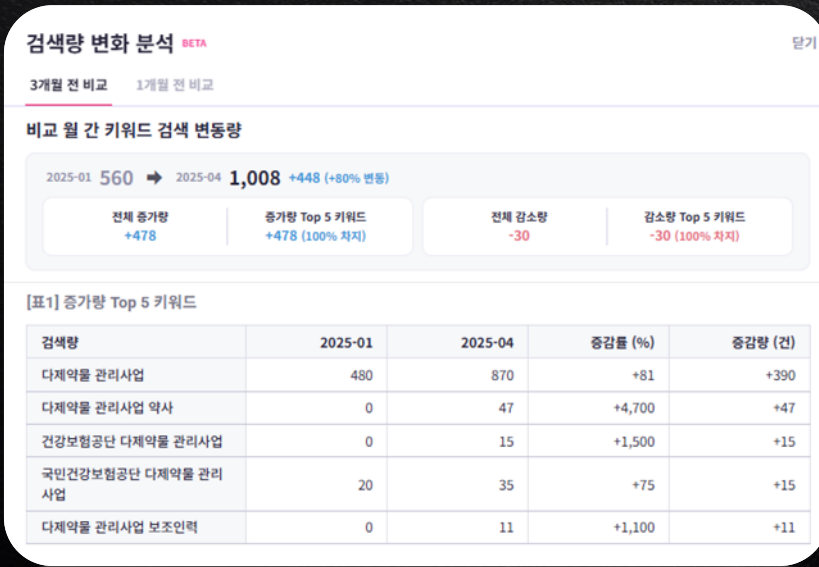 검색량 변화 분석 BETA
닫기
3개월 전 비교 1개월 전 비교
비교 월 간 키워드 검색 변동량
2025-01 560 ➡ 2025-04 1,008 +448 (+80% 변동)
전체 증가량 증가량 Top 5 키워드 전체 감소량 감소량 Top 5 키워드
+478 +478 (100% 차지) -30 -30 (100% 차지)
[표1] 증가량 Top 5 키워드
검색량 2025-01 2025-04 증감률 (%) 증감량 (건)
다제약물 관리사업 480 870 +81 +390
다제약물 관리사업 약사 0 47 +4,700 +47
건강보험공단 다제약물 관리사업 0 15 +1,500 +15
국민건강보험공단 다제약물 관리
사업 20 35 +75 +15
다제약물 관리사업 보조인력 0 11 +1,100 +11